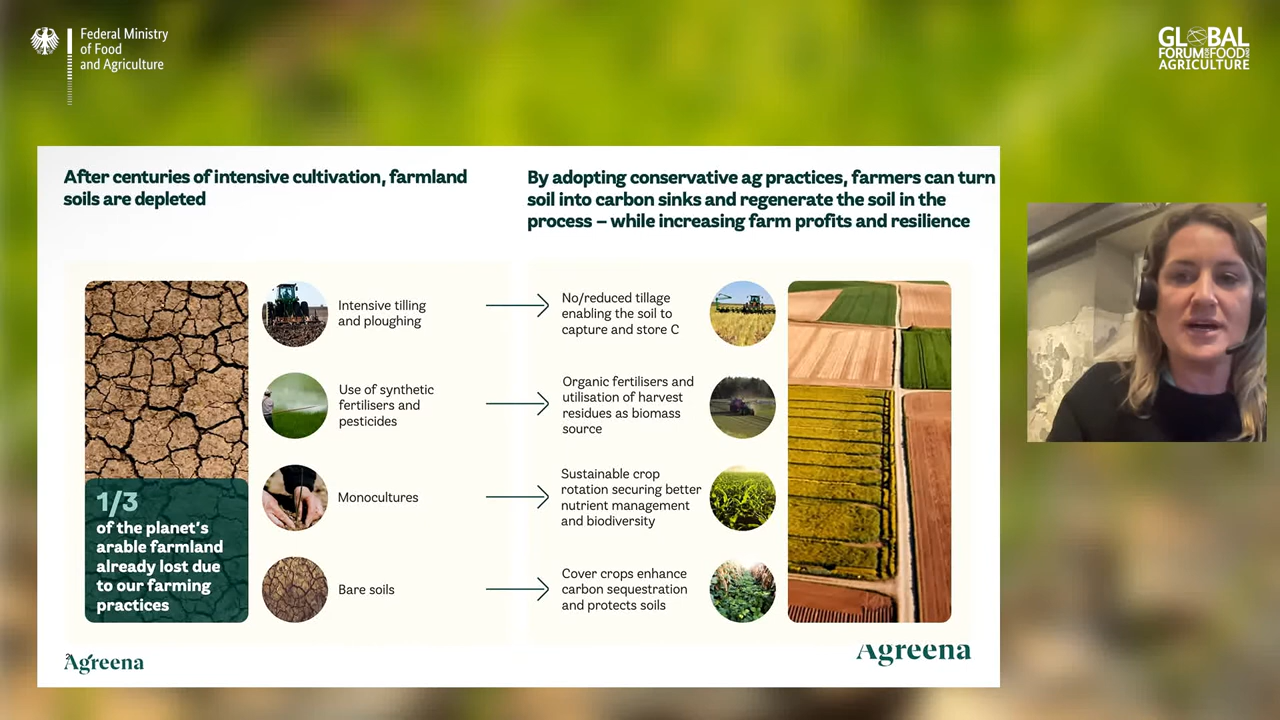 Federal Ministry
of Food
and Agriculture
GLOBAL
FORUM FOR FOOD AND
AGRICULTURE
After centuries of intensive cultivation, farmland
soils are depleted
By adopting conservative ag practices, farmers can turn
soil into carbon sinks and regenerate the soil in the
process – while increasing farm profits and resilience
Intensive tilling
and ploughing
No/reduced tillage
enabling the soil to
capture and store C
Use of synthetic
fertilisers and
pesticides
Organic fertilisers and
utilisation of harvest
residues as biomass
source
Monocultures
Sustainable crop
rotation securing better
nutrient management
and biodiversity
1/3
of the planet's
arable farmland
already lost due
to our farming
practices
Bare soils
Cover crops enhance
carbon sequestration
and protects soils
2
Agreena
Agreena